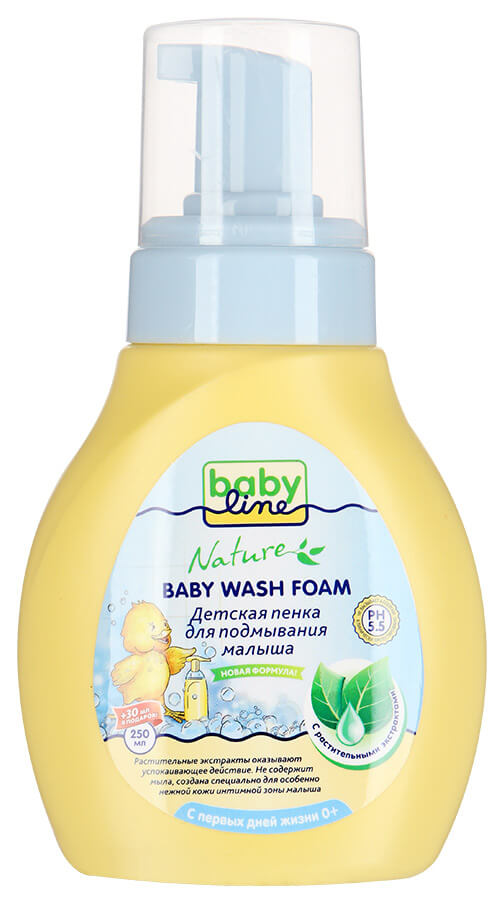 baby
line
Nature
BABY WASH FOAM
Детская пенка
для подмывания
малыша
PH
5.5
НОВАЯ ФОРМУЛА!
+30 МЛ
В ПОДАРОК!
250
МЛ
С растительными экстрактами
Растительные экстракты оказывают
успокаивающее действие. Не содержит
мыла, создана специально для особенно
нежной кожи интимной зоны малыша
С первых дней жизни 0+